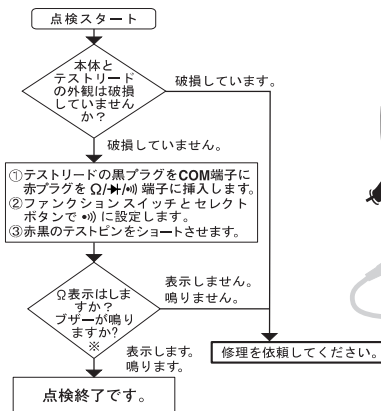 点検スタート
本体と
テストリード
の外観は破損
していません
か？
破損しています。
破損していません。
①テストリードの黒プラグをCOM端子に
赤プラグを Ω/➔+/•)) 端子に挿入します。
②ファンクションスイッチとセレクト
ボタンで •)) に設定します。
③赤黒のテストピンをショートさせます。
Ω表示はしま
すか？
ブザーが鳴り
ますか?
※
表示しません。
鳴りません。
表示します。
鳴ります。
修理を依頼してください。
点検終了です。